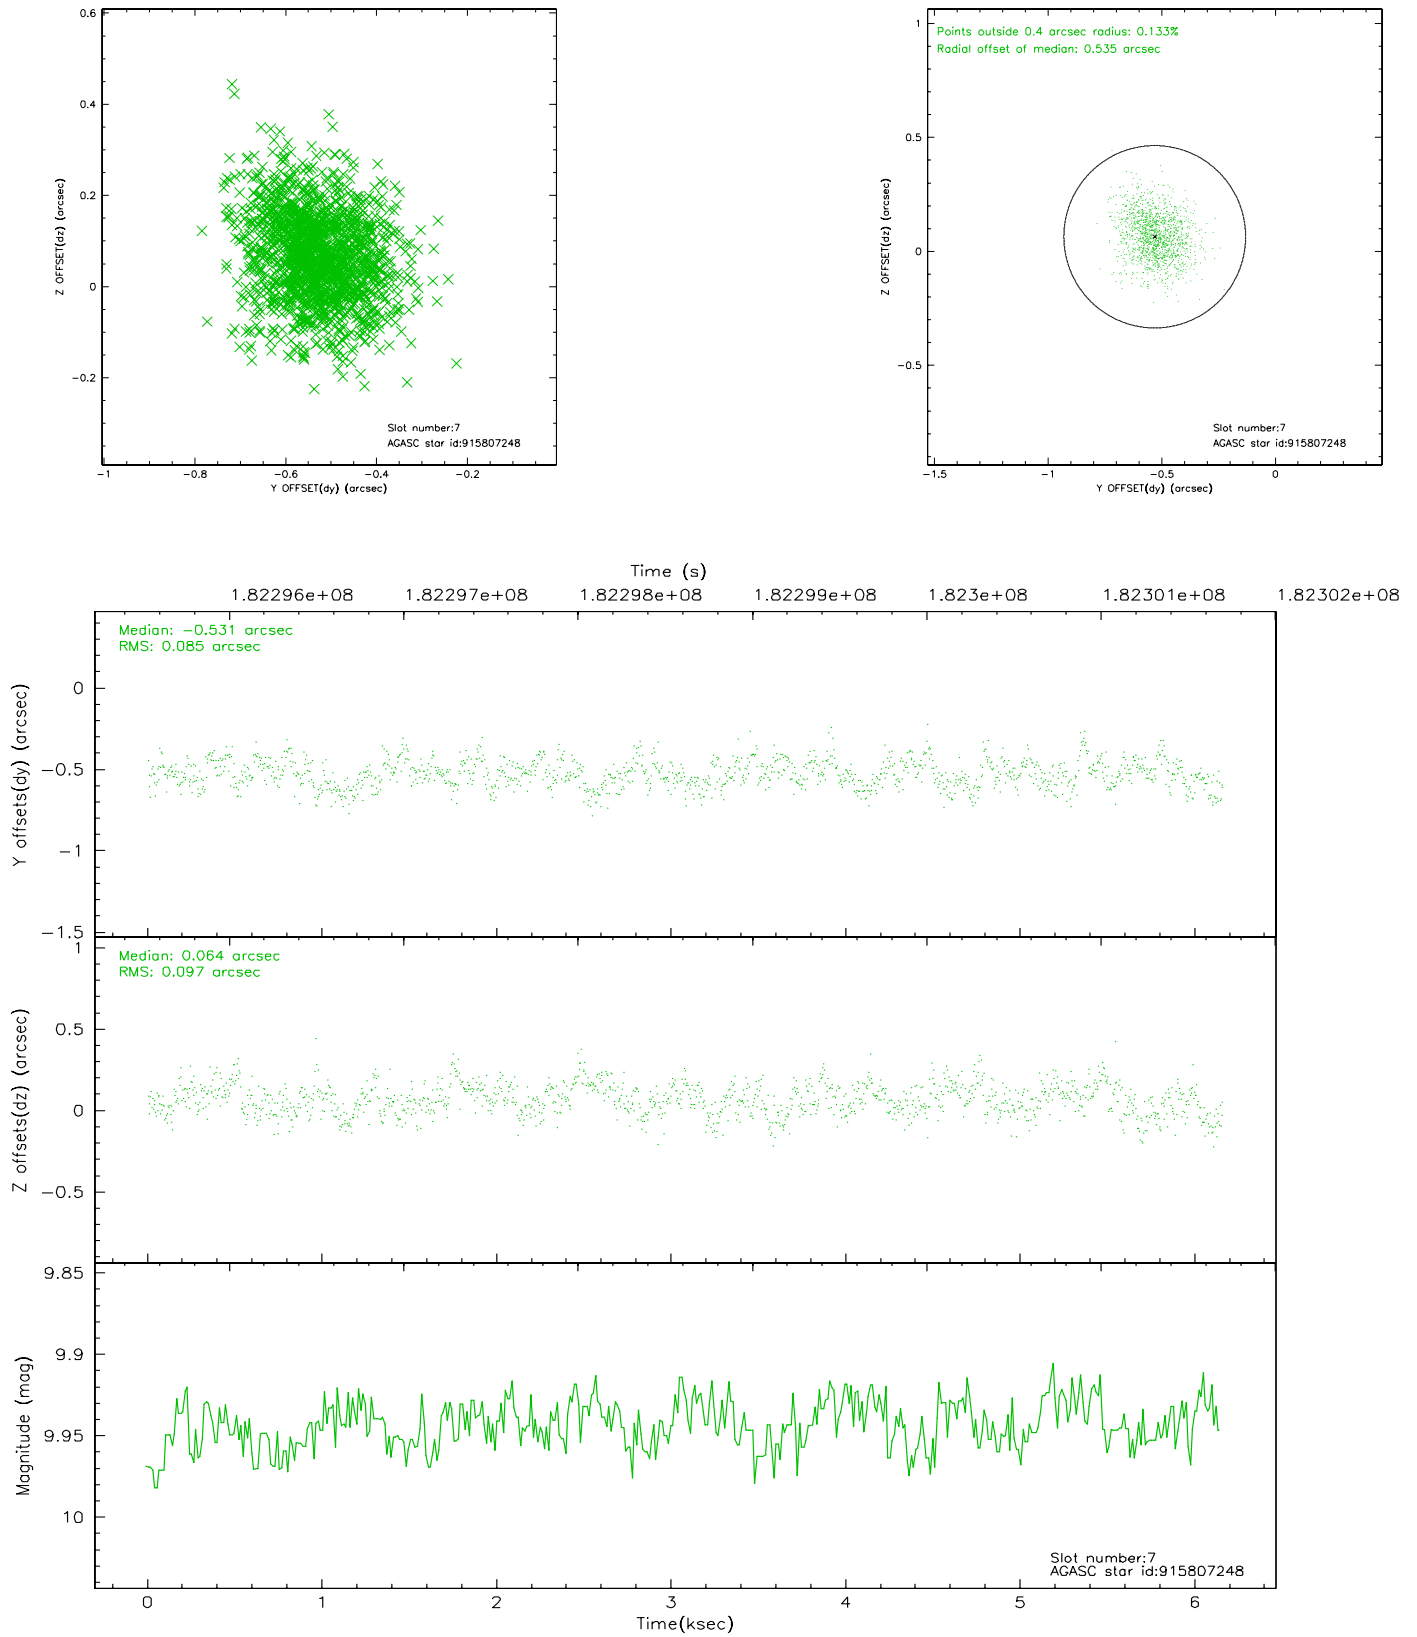 0.6
0.4
0.2
0
−0.2
Z OFFSET(dz) (arcsec)
Slot number:7
AGASC star id:915807248
−1
−0.8
−0.6
−0.4
−0.2
Y OFFSET(dy) (arcsec)
Points outside 0.4 arcsec radius: 0.133%
Radial offset of median: 0.535 arcsec
1
0.5
0
−0.5
Z OFFSET(dz) (arcsec)
Slot number:7
AGASC star id:915807248
−1.5
−1
−0.5
0
Y OFFSET(dy) (arcsec)
Time (s)
1.82296e+08
1.82297e+08
1.82298e+08
1.82299e+08
1.823e+08
1.82301e+08
1.82302e+08
Median: −0.531 arcsec
RMS: 0.085 arcsec
0
−0.5
−1
−1.5
Y offsets(dy) (arcsec)
Median: 0.064 arcsec
RMS: 0.097 arcsec
1
0.5
0
−0.5
Z offsets(dz) (arcsec)
9.85
9.9
9.95
10
Magnitude (mag)
Slot number:7
AGASC star id:915807248
0
1
2
3
4
5
6
Time(ksec)